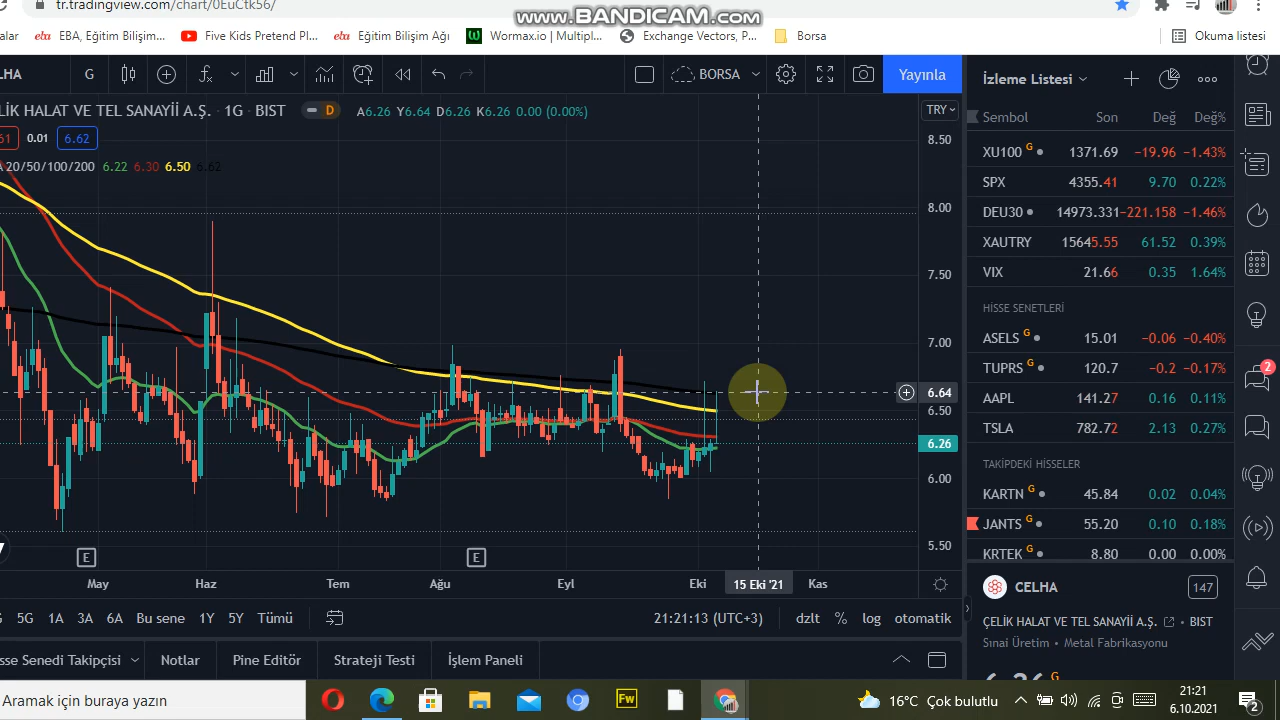 tr.tradingview.com/chart/0EuCtk56/
www.BANDICAM.com
EBA, Eğitim Bilişim...
Five Kids Pretend Pl...
Eğitim Bilişim Ağı
Wormax.io | Multipl...
Exchange Vectors, P...
Borsa
Okuma listesi
LHA
G
BORSA
Yayınla
İzleme Listesi
ELİK HALAT VE TEL SANAYİİ A.Ş. · 1G · BIST
D
A6.26 Y6.64 D6.26 K6.26 0.00 (0.00%)
TRY
61 0.01 6.62
A 20/50/100/200 6.22 6.30 6.50 6.62
8.50
8.00
7.50
7.00
6.64
6.50
6.26
6.00
5.50
E
E
May
Haz
Tem
Ağu
Eyl
Eki
15 Eki '21
Kas
5G 1A 3A 6A Bu sene 1Y 5Y Tümü
21:21:13 (UTC+3)
dzlt % log otomatik
sse Senedi Takipçisi
Notlar
Pine Editör
Strateji Testi
İşlem Paneli
Sembol Son Değ Değ%
XU100 G 1371.69 −19.96 −1.43%
SPX 4355.41 9.70 0.22%
DEU30 14973.331 −221.158 −1.46%
XAUTRY 15645.55 61.52 0.39%
VIX 21.66 0.35 1.64%
HİSSE SENETLERİ
ASELS G 15.01 −0.06 −0.40%
TUPRS G 120.7 −0.2 −0.17%
AAPL 141.27 0.16 0.11%
TSLA 782.72 2.13 0.27%
TAKİPDEKİ HİSSELER
KARTN G 45.84 0.02 0.04%
JANTS G 55.20 0.10 0.18%
KRTEK G 8.80 0.00 0.00%
CELHA
147
ÇELİK HALAT VE TEL SANAYİİ A.Ş. • BIST
Sınai Üretim • Metal Fabrikasyonu
2
Aramak için buraya yazın
Fw
16°C Çok bulutlu
21:21
6.10.2021
2